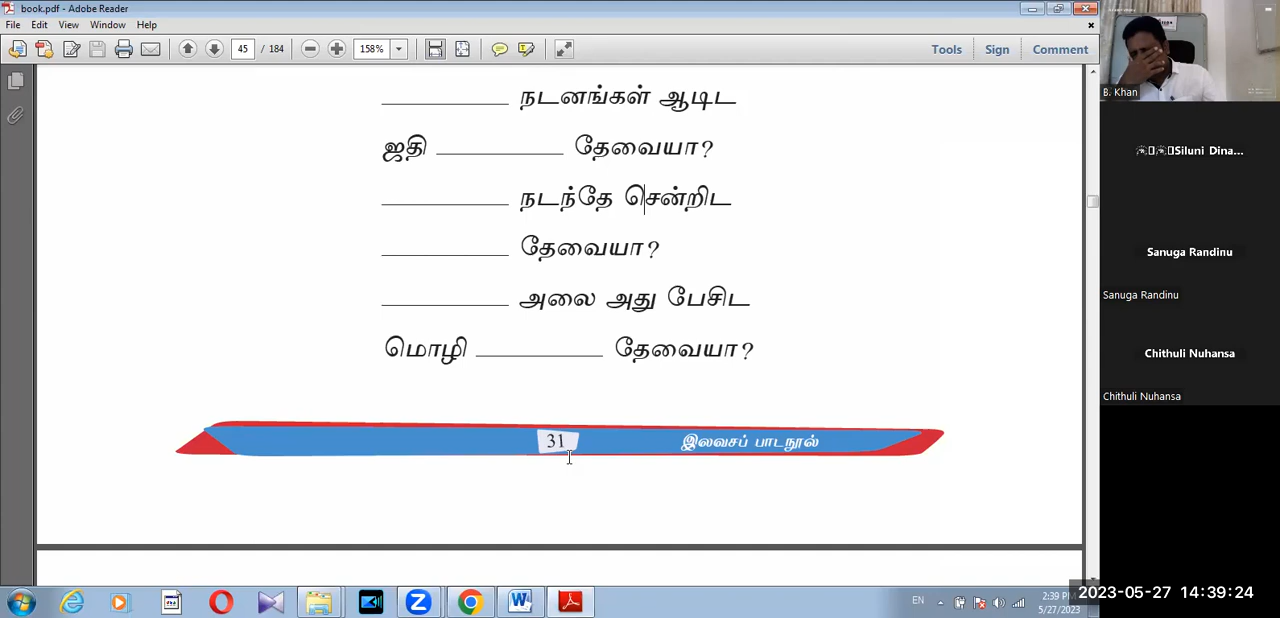 book.pdf - Adobe Reader
File Edit View Window Help
45 / 184 158% Tools Sign Comment
__________ நடனங்கள் ஆடிட
ஜதி __________ தேவையா?
__________ நடந்தே சென்றிட
__________ தேவையா?
__________ அலை அது பேசிட
மொழி __________ தேவையா?
31 இலவசப் பாடநூல்
B. Khan
Siluni Dina...
Sanuga Randinu
Sanuga Randinu
Chithuli Nuhansa
Chithuli Nuhansa
EN 2:39 PM
5/27/2023
2023-05-27 14:39:24